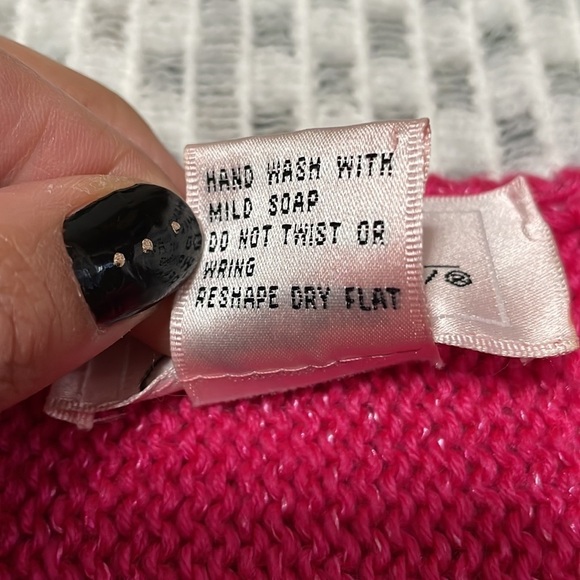 HAND WASH WITH
MILD SOAP
DO NOT TWIST OR
WRING
RESHAPE DRY FLAT
®